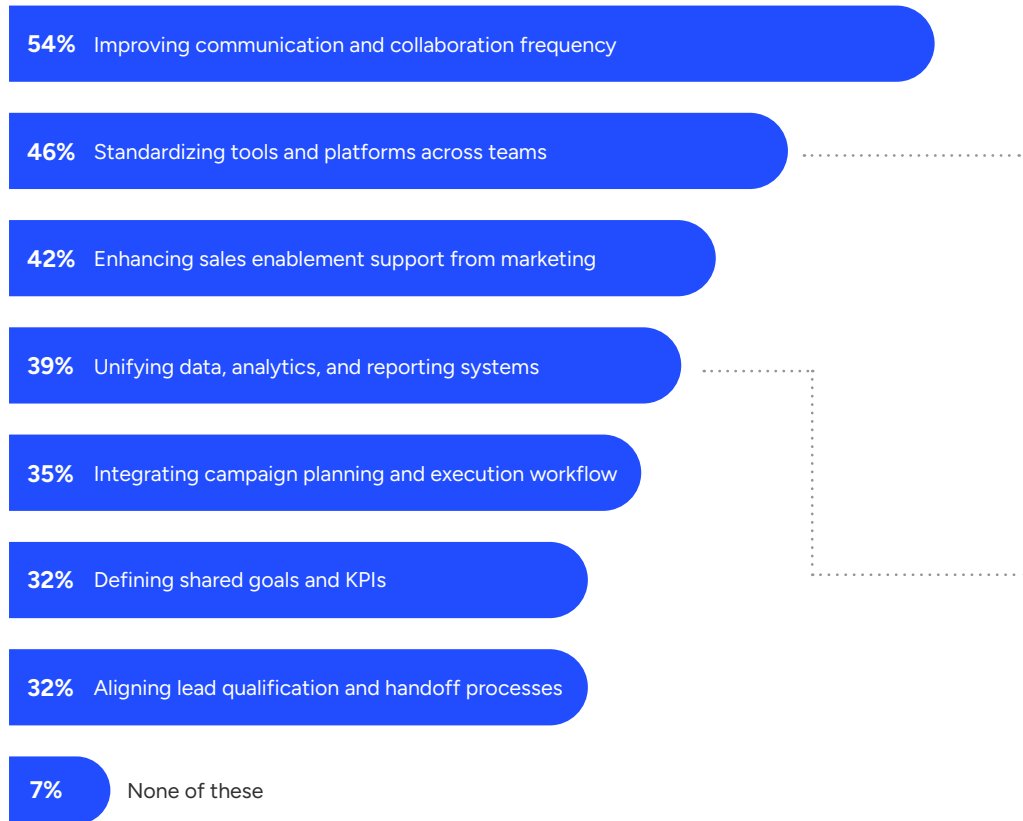 54% Improving communication and collaboration frequency
46% Standardizing tools and platforms across teams
42% Enhancing sales enablement support from marketing
39% Unifying data, analytics, and reporting systems
35% Integrating campaign planning and execution workflow
32% Defining shared goals and KPIs
32% Aligning lead qualification and handoff processes
7% None of these